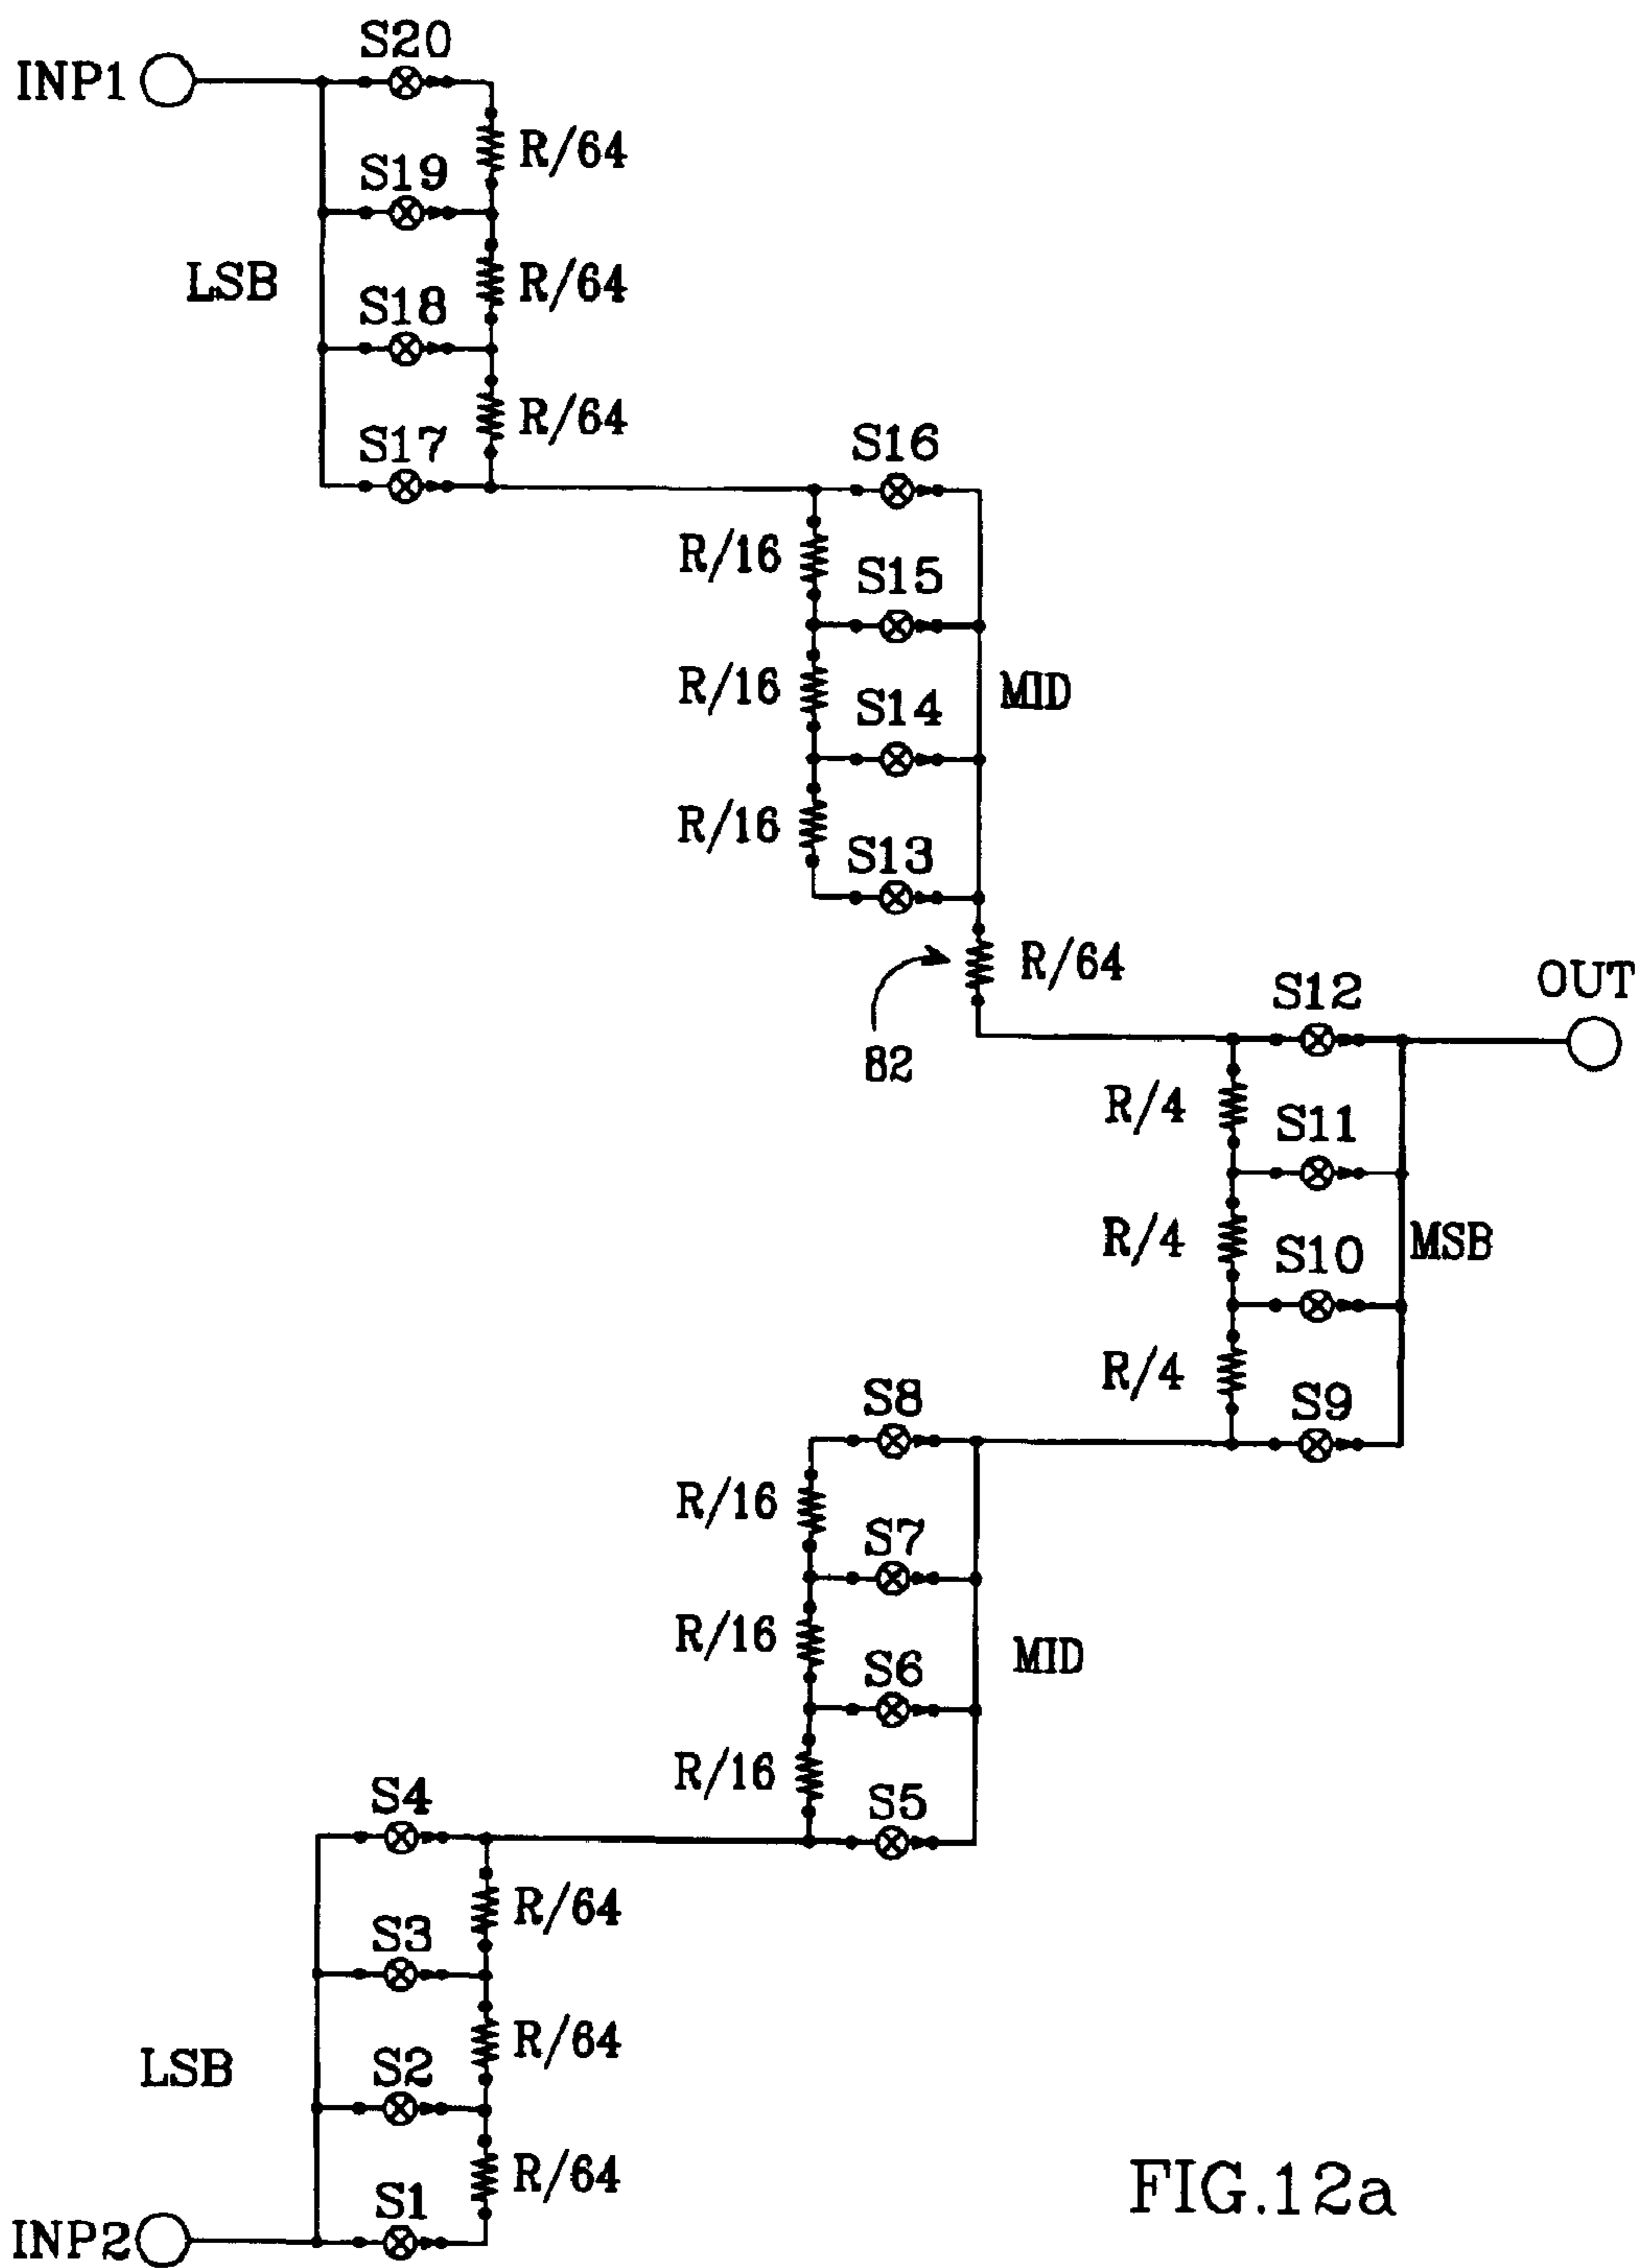 S20
INP1
R/64
S19
LSB
R/64
S18
R/64
S17
S16
R/16
S15
R/16
MID
S14
R/16
S13
R/64
OUT
S12
82
R/4
S11
R/4
S10
MSB
R/4
S8
S9
R/16
S7
R/16
MID
S6
R/16
S4
S5
R/64
S3
R/64
LSB
S2
R/64
FIG.12a
S1
INP2